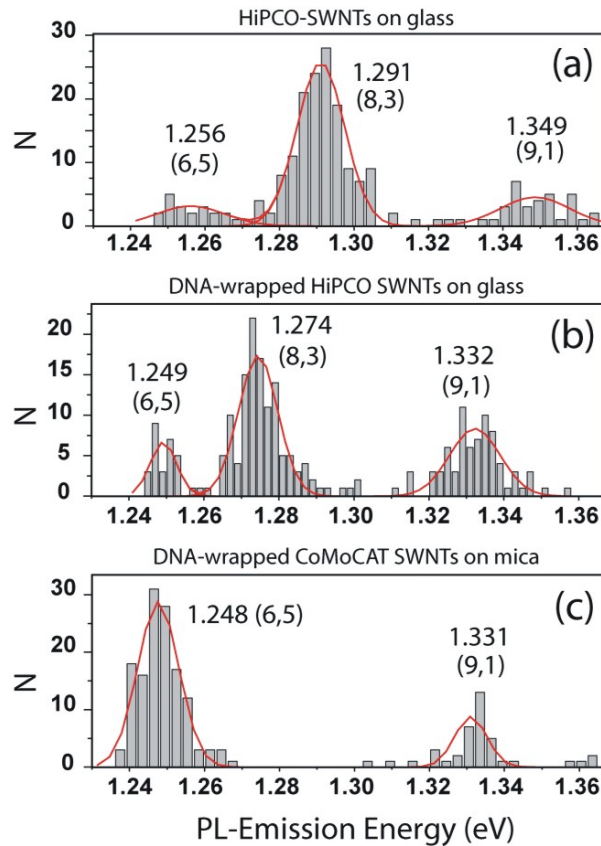 HiPCO-SWNTs on glass
(a)
30
20
10
0
N
1.256
(6,5)
1.291
(8,3)
1.349
(9,1)
1.24 1.26 1.28 1.30 1.32 1.34 1.36
DNA-wrapped HiPCO SWNTs on glass
(b)
20
15
10
5
0
N
1.249
(6,5)
1.274
(8,3)
1.332
(9,1)
1.24 1.26 1.28 1.30 1.32 1.34 1.36
DNA-wrapped CoMoCAT SWNTs on mica
(c)
30
20
10
0
N
1.248 (6,5)
1.331
(9,1)
1.24 1.26 1.28 1.30 1.32 1.34 1.36
PL-Emission Energy (eV)